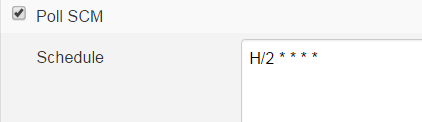 Poll SCM
Schedule
H/2 * * * *